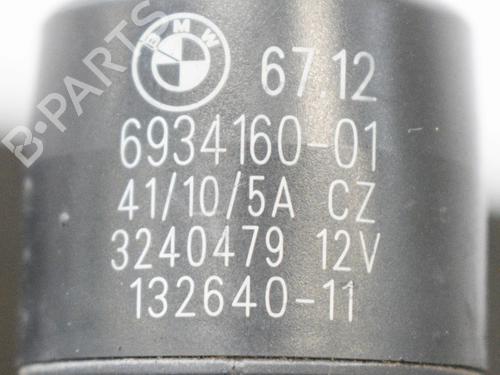 B-PARTS
BMW
67.12
6934160-01
41/10/5A CZ
3240479 12V
132640-11